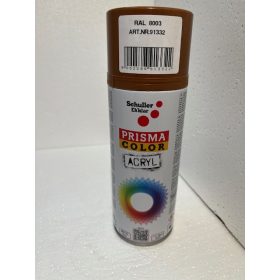 RAL 8003
ART.NR.91332
Schuller
Eh'klar
PRISMA
COLOR
ACRYL